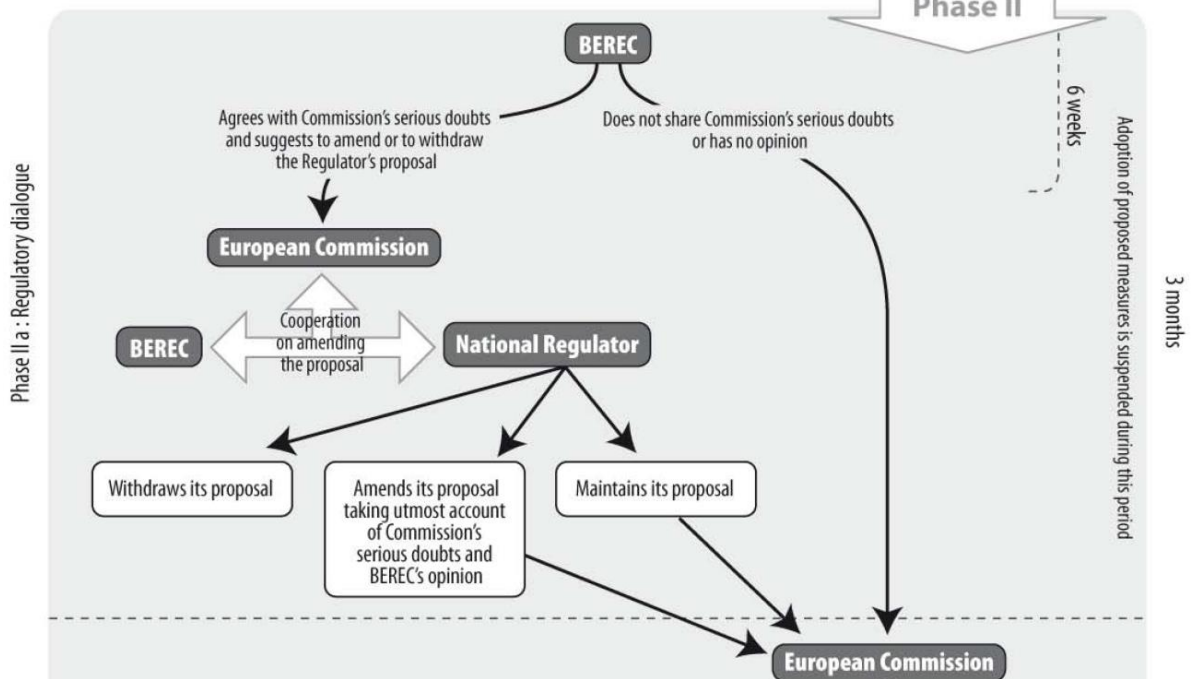 Phase II
BEREC
Agrees with Commission's serious doubts
and suggests to amend or to withdraw
the Regulator's proposal
Does not share Commission's serious doubts
or has no opinion
6 weeks
Adoption of proposed measures is suspended during this period
3 months
Phase II a : Regulatory dialogue
European Commission
Cooperation
on amending
the proposal
BEREC
National Regulator
Withdraws its proposal
Amends its proposal
taking utmost account
of Commission's
serious doubts and
BEREC's opinion
Maintains its proposal
European Commission